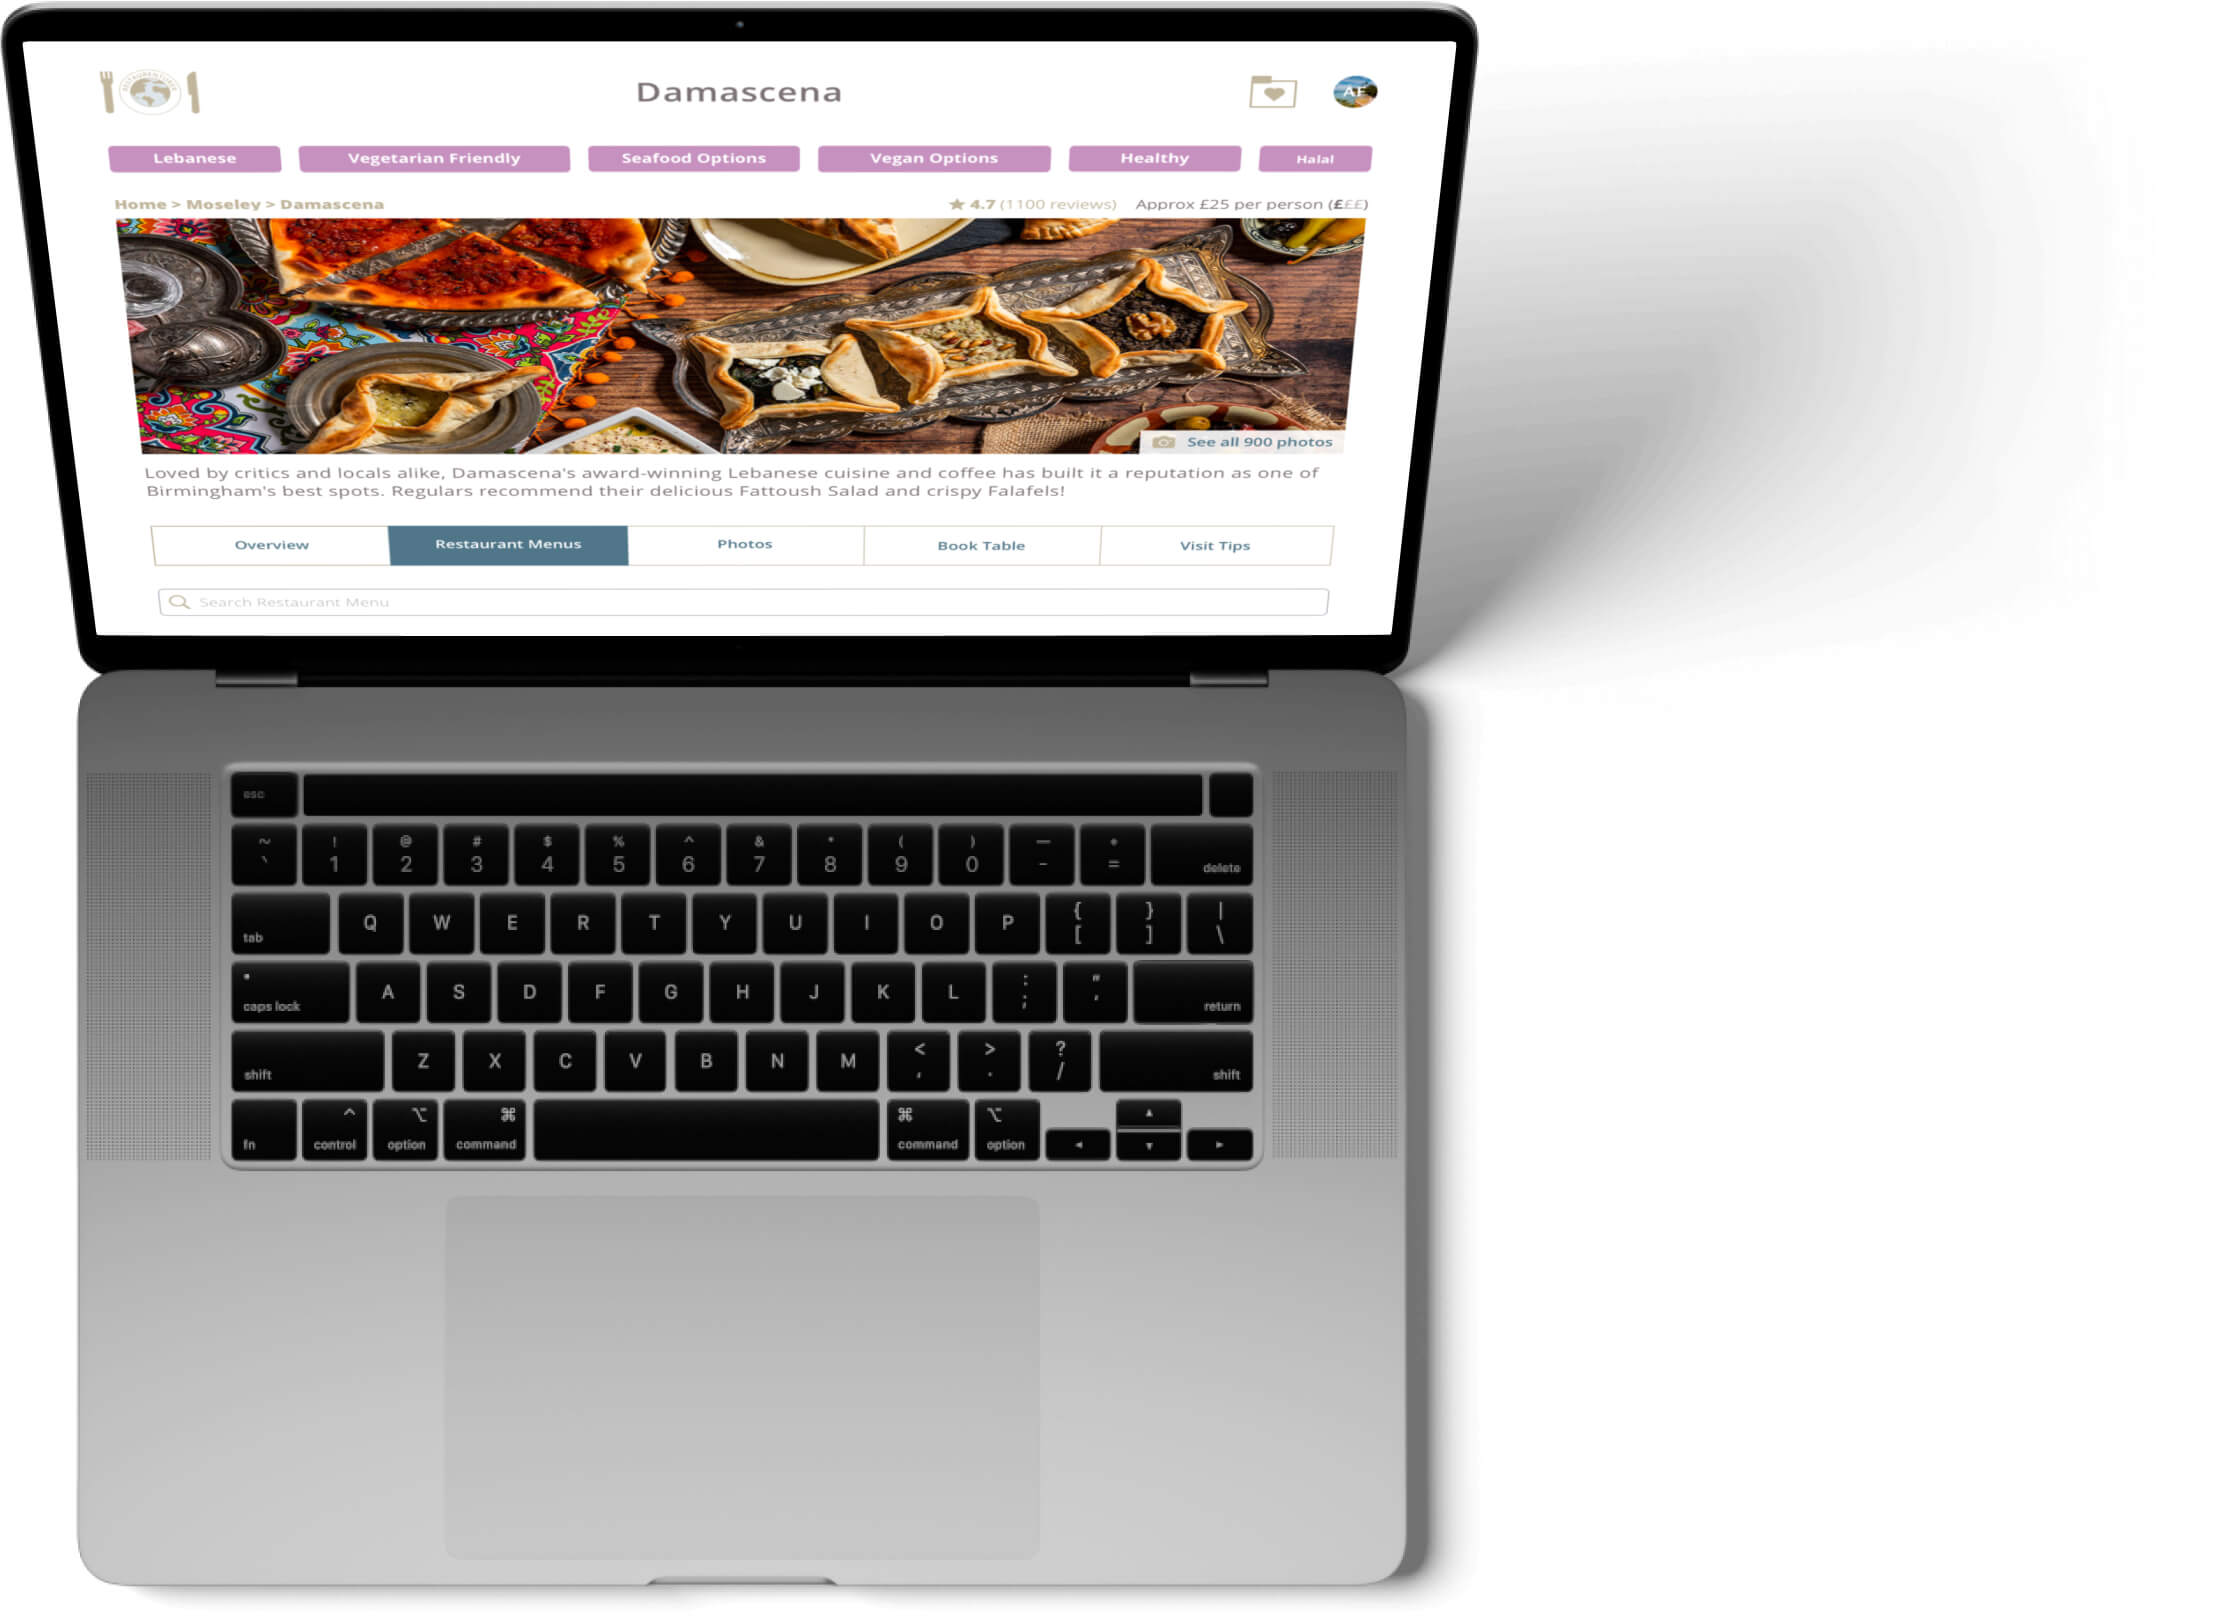 Damascena
AF
Lebanese
Vegetarian Friendly
Seafood Options
Vegan Options
Healthy
Halal
Home > Moseley > Damascena
★ 4.7 (1100 reviews)
Approx £25 per person (£££)
See all 900 photos
Loved by critics and locals alike, Damascena's award-winning Lebanese cuisine and coffee has built it a reputation as one of
Birmingham's best spots. Regulars recommend their delicious Fattoush Salad and crispy Falafels!
Overview
Restaurant Menus
Photos
Book Table
Visit Tips
Search Restaurant Menu
esc
~ ! @ # $ % ^ & * ( ) — +
` 1 2 3 4 5 6 7 8 9 0 - = delete
tab Q W E R T Y U I O P { [ } ] | \
caps lock A S D F G H J K L : ; " ' return
shift Z X C V B N M < , > . ? / shift
^ ⌥ ⌘ ⌘ ⌥ ▲
fn control option command command option ◀ ▼ ▶